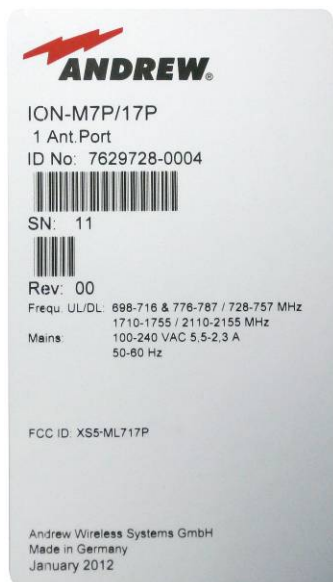 ANDREW®
ION-M7P/17P
1 Ant.Port
ID No: 7629728-0004
SN: 11
Rev: 00
Frequ. UL/DL: 698-716 & 776-787 / 728-757 MHz
1710-1755 / 2110-2155 MHz
Mains: 100-240 VAC 5,5-2,3 A
50-60 Hz
FCC ID: XS5-ML717P
Andrew Wireless Systems GmbH
Made in Germany
January 2012